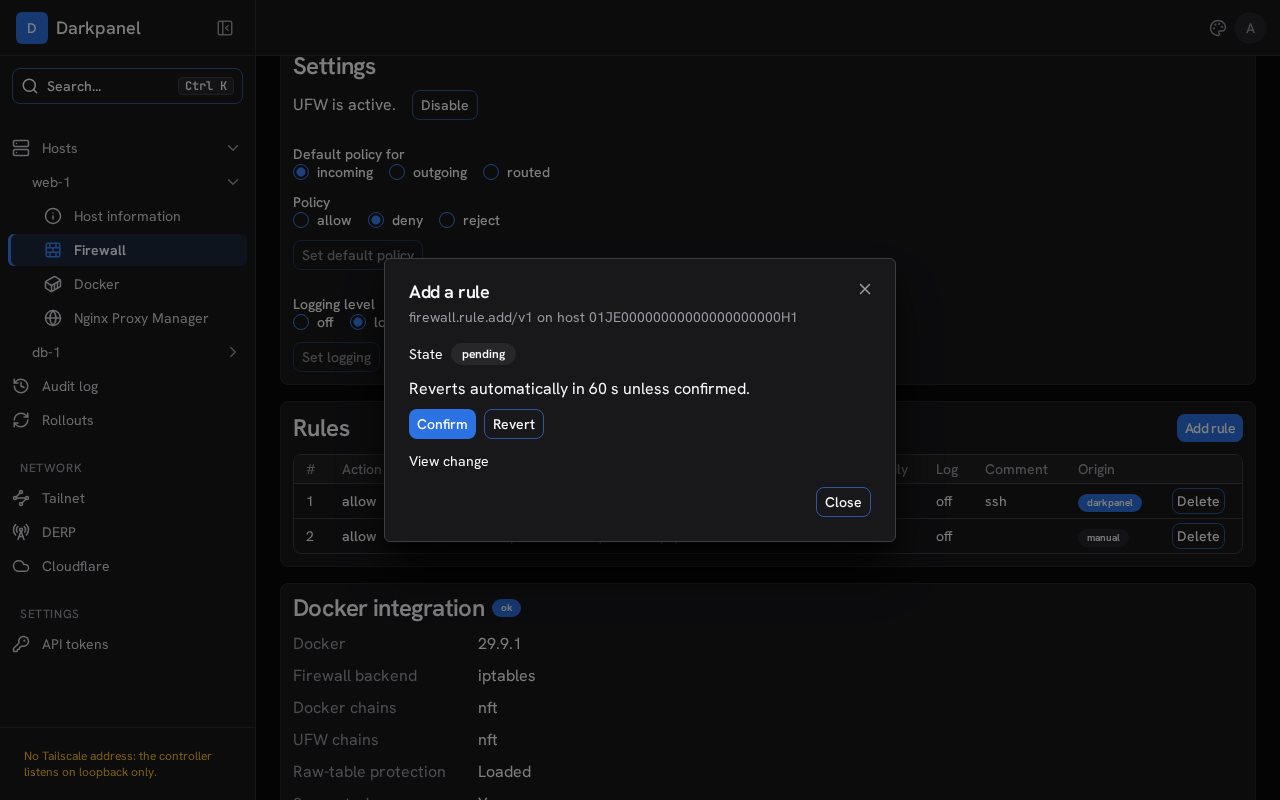 D Darkpanel
A
Search... Ctrl K
Hosts
web-1
Host information
Firewall
Docker
Nginx Proxy Manager
db-1
Audit log
Rollouts
NETWORK
Tailnet
DERP
Cloudflare
SETTINGS
API tokens
No Tailscale address: the controller
listens on loopback only.
Settings
UFW is active. Disable
Default policy for
incoming outgoing routed
Policy
allow deny reject
Set default policy
Logging level
off
Set logging
Add a rule
firewall.rule.add/v1 on host 01JE00000000000000000000H1
State pending
Reverts automatically in 60 s unless confirmed.
Confirm Revert
View change
Close
Rules Add rule
# Action Log Comment Origin
1 allow off ssh darkpanel Delete
2 allow off manual Delete
Docker integration ok
Docker 29.9.1
Firewall backend iptables
Docker chains nft
UFW chains nft
Raw-table protection Loaded